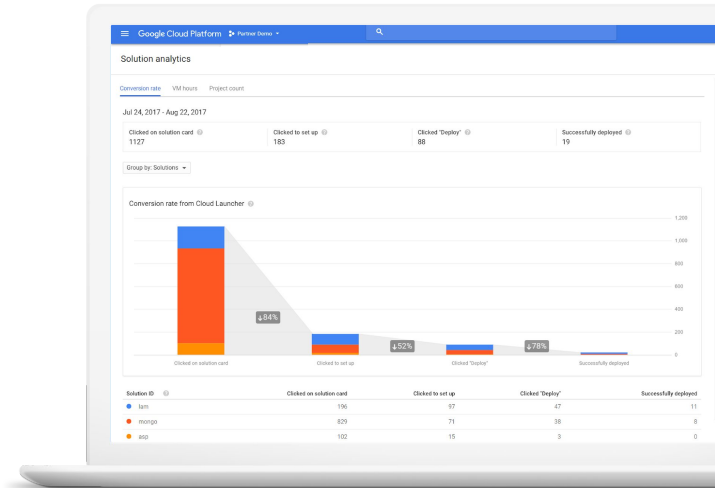 Google Cloud Platform Partner Demo
Solution analytics
Conversion rate VM hours Project count
Jul 24, 2017 - Aug 22, 2017
Clicked on solution card Clicked to set up Clicked "Deploy" Successfully deployed
1127 183 88 19
Group by: Solutions
Conversion rate from Cloud Launcher
1,200
1,000
800
600
400
200
0
↓84%
↓52%
↓78%
Clicked on solution card Clicked to set up Clicked "Deploy" Successfully deployed
Solution ID Clicked on solution card Clicked to set up Clicked "Deploy" Successfully deployed
lam 196 97 47 11
mongo 829 71 38 8
asp 102 15 3 0